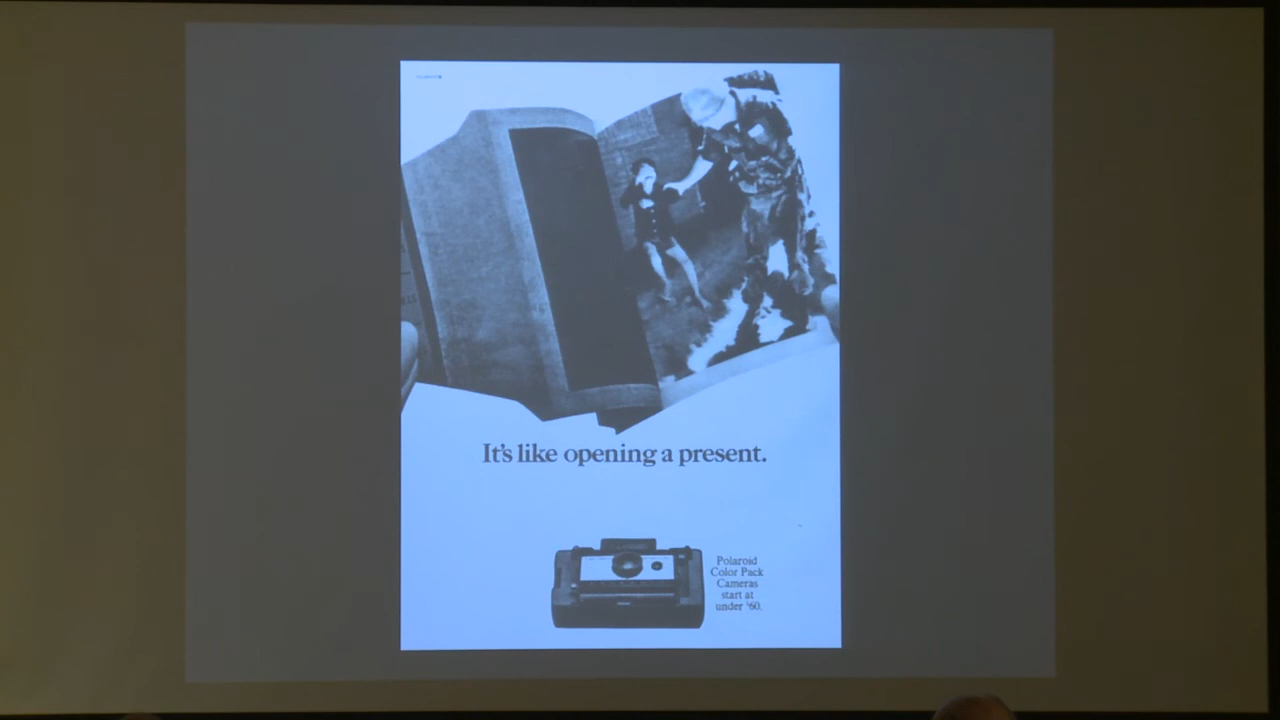 It's like opening a present.
Polaroid
Color Pack
Cameras
start at
under $60.